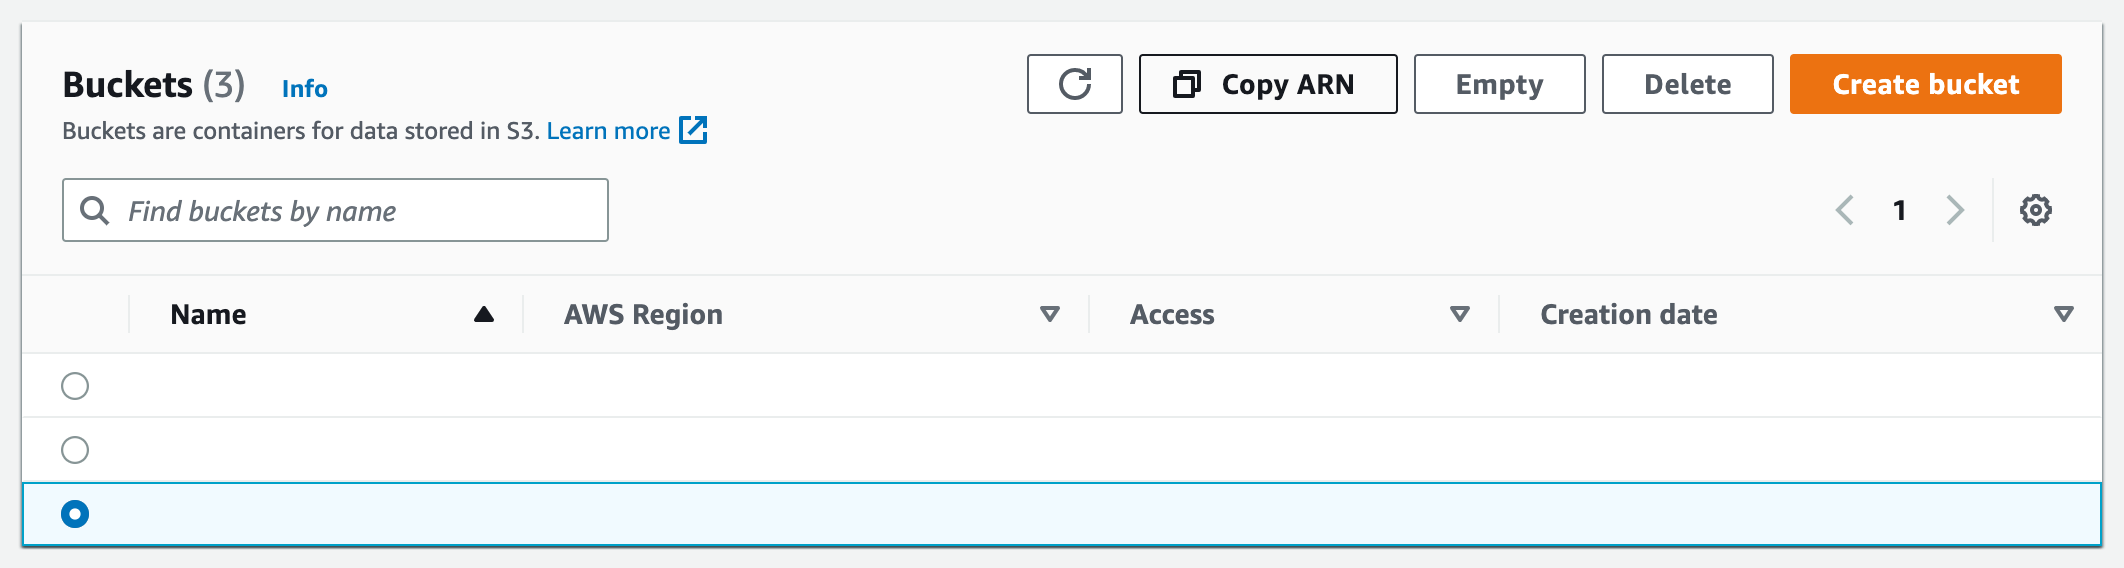 Buckets (3) Info
Buckets are containers for data stored in S3. Learn more
Copy ARN
Empty
Delete
Create bucket
Find buckets by name
1
Name AWS Region Access Creation date